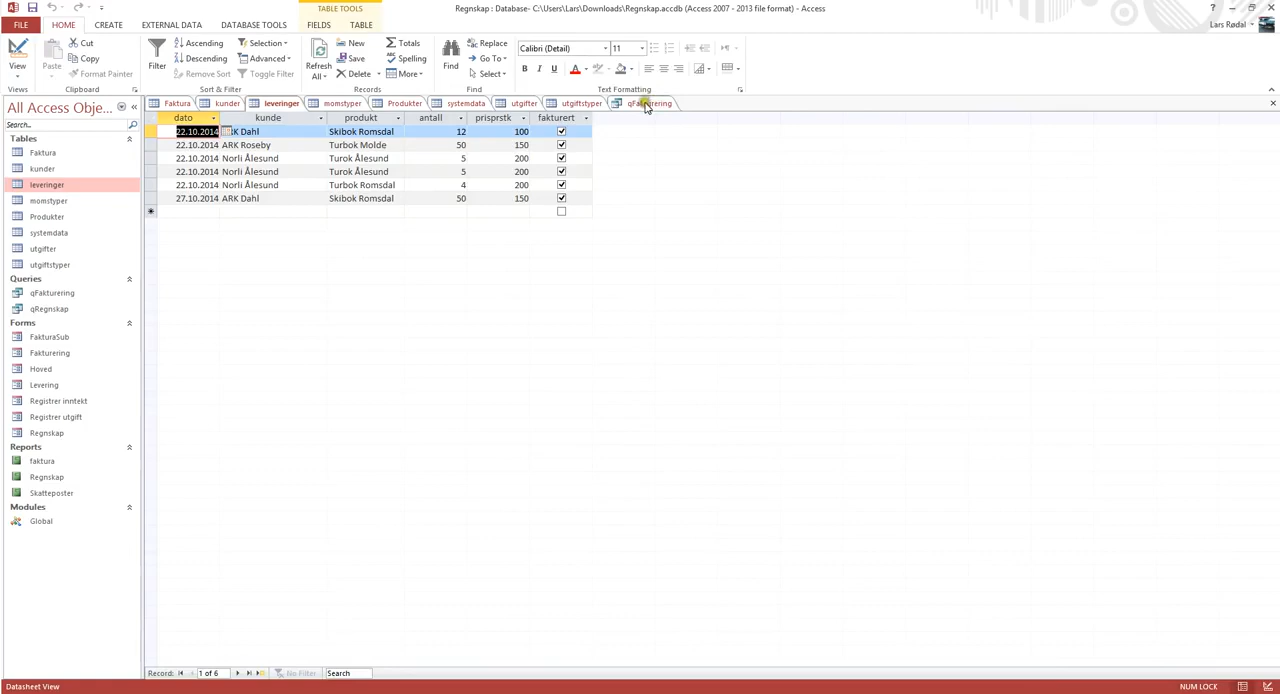 TABLE TOOLS
Regnskap : Database- C:\Users\Lars\Downloads\Regnskap.accdb (Access 2007 - 2013 file format) - Access
FILE HOME CREATE EXTERNAL DATA DATABASE TOOLS FIELDS TABLE
Lars Rødal
View
Paste
Cut
Copy
Format Painter
Filter
Ascending
Descending
Remove Sort
Selection
Advanced
Toggle Filter
Refresh
All
New
Save
Delete
Totals
Spelling
More
Find
Replace
Go To
Select
Calibri (Detail) 11
B I U A
Views Clipboard Sort & Filter Records Find Text Formatting
All Access Obje...
Search...
Tables
Faktura
kunder
leveringer
momstyper
Produkter
systemdata
utgifter
utgiftstyper
Queries
qFakturering
qRegnskap
Forms
FakturaSub
Fakturering
Hoved
Levering
Registrer inntekt
Registrer utgift
Regnskap
Reports
faktura
Regnskap
Skatteposter
Modules
Global
Faktura kunder leveringer momstyper Produkter systemdata utgifter utgiftstyper qFakturering
dato kunde produkt antall prisprstk fakturert
22.10.2014 RK Dahl Skibok Romsdal 12 100
22.10.2014 ARK Roseby Turbok Molde 50 150
22.10.2014 Norli Ålesund Turok Ålesund 5 200
22.10.2014 Norli Ålesund Turok Ålesund 5 200
22.10.2014 Norli Ålesund Turbok Romsdal 4 200
27.10.2014 ARK Dahl Skibok Romsdal 50 150
Record: 1 of 6 No Filter Search
Datasheet View
NUM LOCK